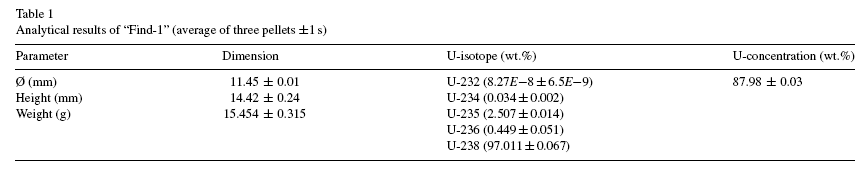 Table 1
Analytical results of “Find-1” (average of three pellets ±1 s)
Parameter Dimension U-isotope (wt.%) U-concentration (wt.%)
Ø (mm) 11.45 ± 0.01 U-232 (8.27E−8 ± 6.5E−9) 87.98 ± 0.03
Height (mm) 14.42 ± 0.24 U-234 (0.034 ± 0.002)
Weight (g) 15.454 ± 0.315 U-235 (2.507 ± 0.014)
U-236 (0.449 ± 0.051)
U-238 (97.011 ± 0.067)